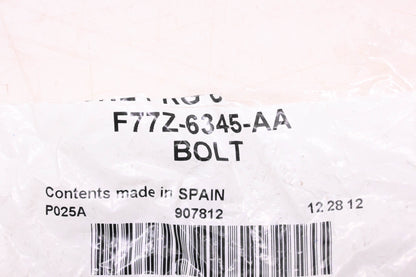 F77Z-6345-AA
BOLT
Contents made in SPAIN
P025A 907812 12 28 12